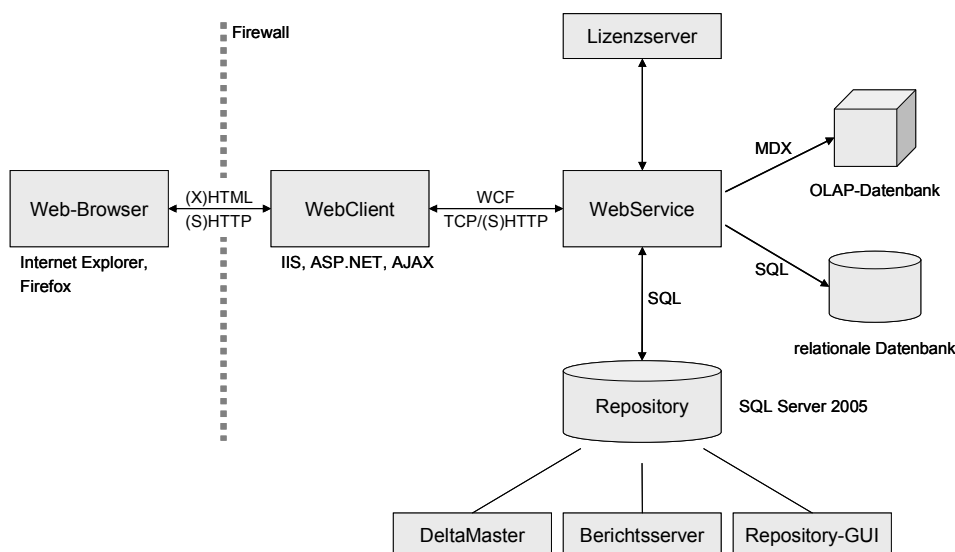 Firewall
Lizenzserver
MDX
OLAP-Datenbank
Web-Browser
(X)HTML
(S)HTTP
WebClient
WCF
TCP/(S)HTTP
WebService
Internet Explorer,
Firefox
IIS, ASP.NET, AJAX
SQL
SQL
relationale Datenbank
Repository
SQL Server 2005
DeltaMaster
Berichtsserver
Repository-GUI